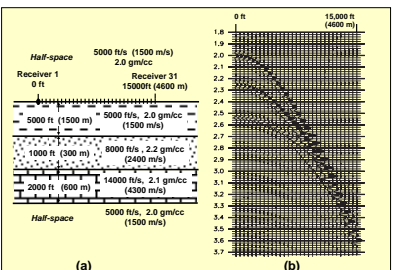 Half-space 5000 ft/s (1500 m/s)
2.0 gm/cc
Receiver 1
0 ft
Receiver 31
15000ft (4600 m)
5000 ft (1500 m)
5000 ft/s, 2.0 gm/cc
(1500 m/s)
1000 ft (300 m)
8000 ft/s , 2.2 gm/cc
(2400 m/s)
2000 ft (600 m)
14000 ft/s, 2.1 gm/cc
(4300 m/s)
Half-space
5000 ft/s, 2.0 gm/cc
(1500 m/s)
(a)
0 ft
15,000 ft
(4600 m)
1.8
1.9
2.0
2.1
2.2
2.3
2.4
2.5
2.6
2.7
2.8
2.9
3.0
3.1
3.2
3.3
3.4
3.5
3.6
3.7
(b)